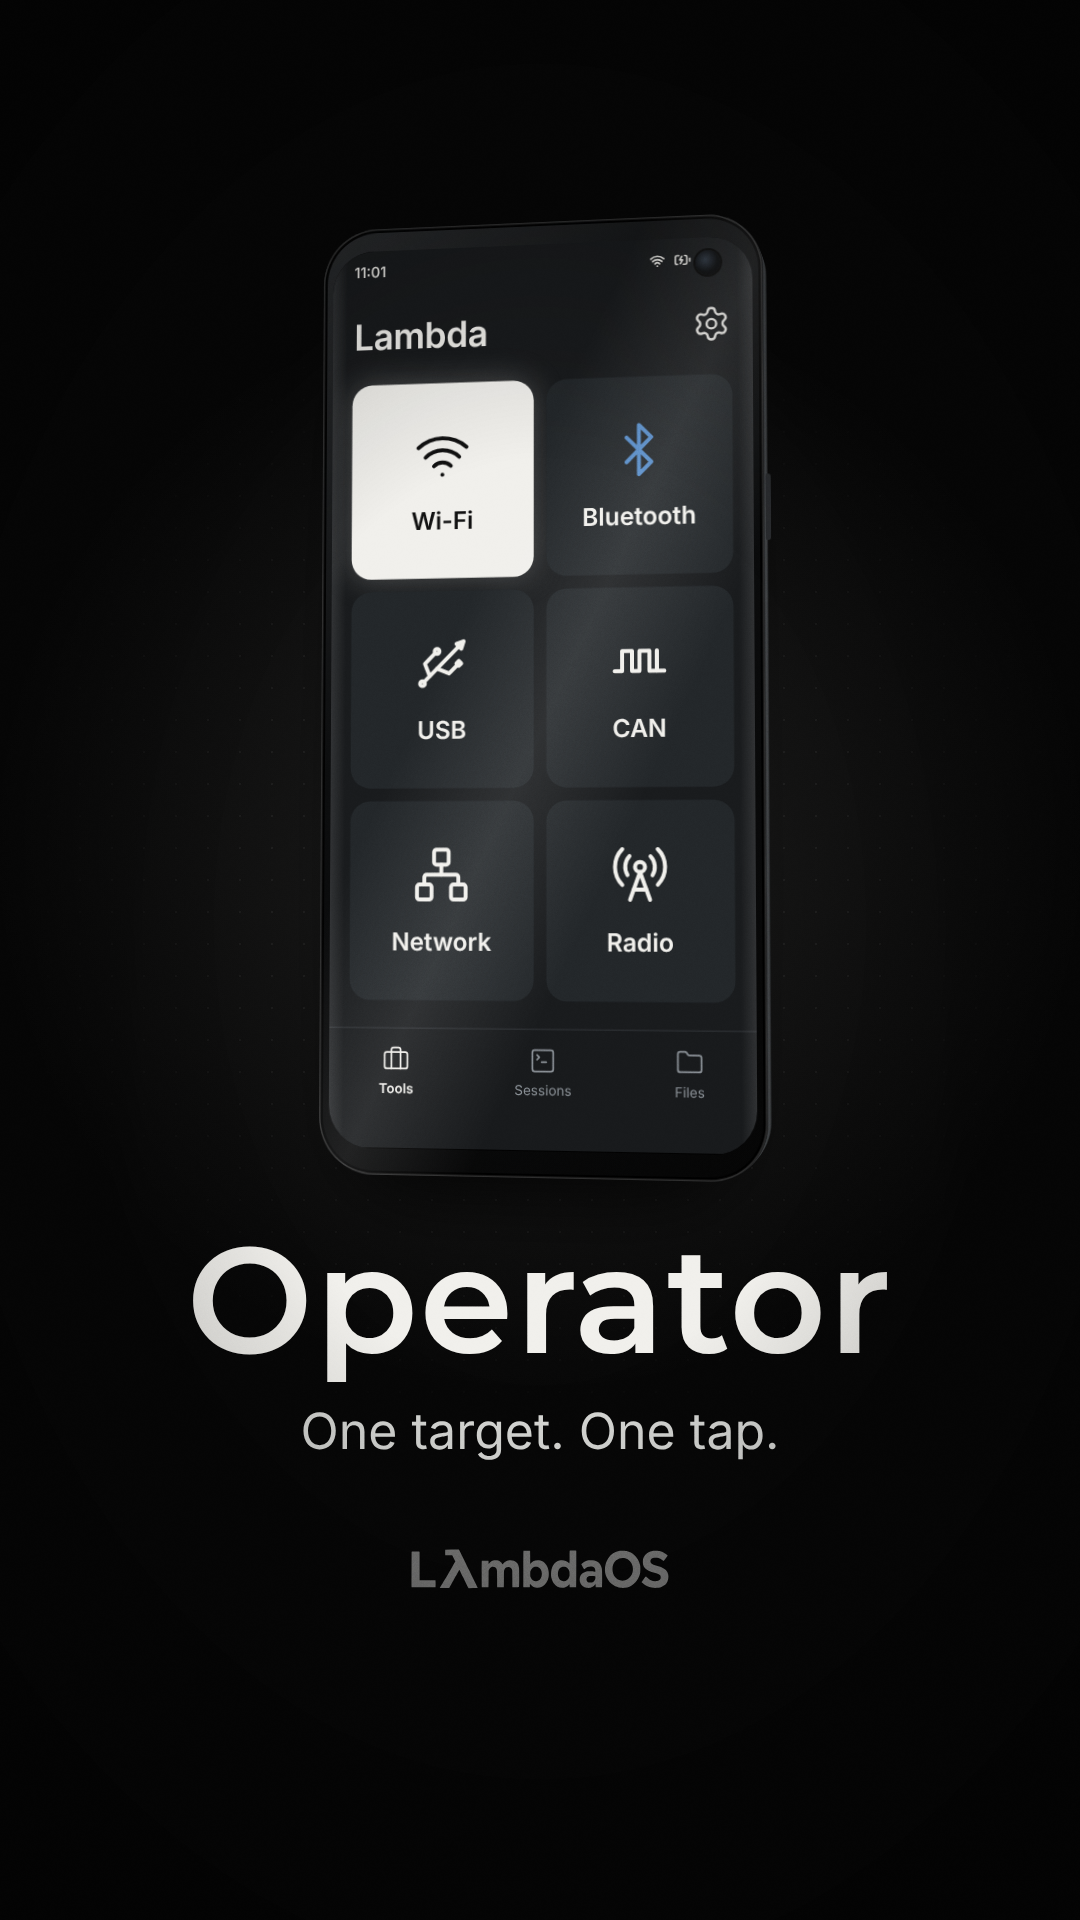 11:01
Lambda
Wi-Fi
Bluetooth
USB
CAN
Network
Radio
Tools
Sessions
Files
Operator
One target. One tap.
LλmbdaOS